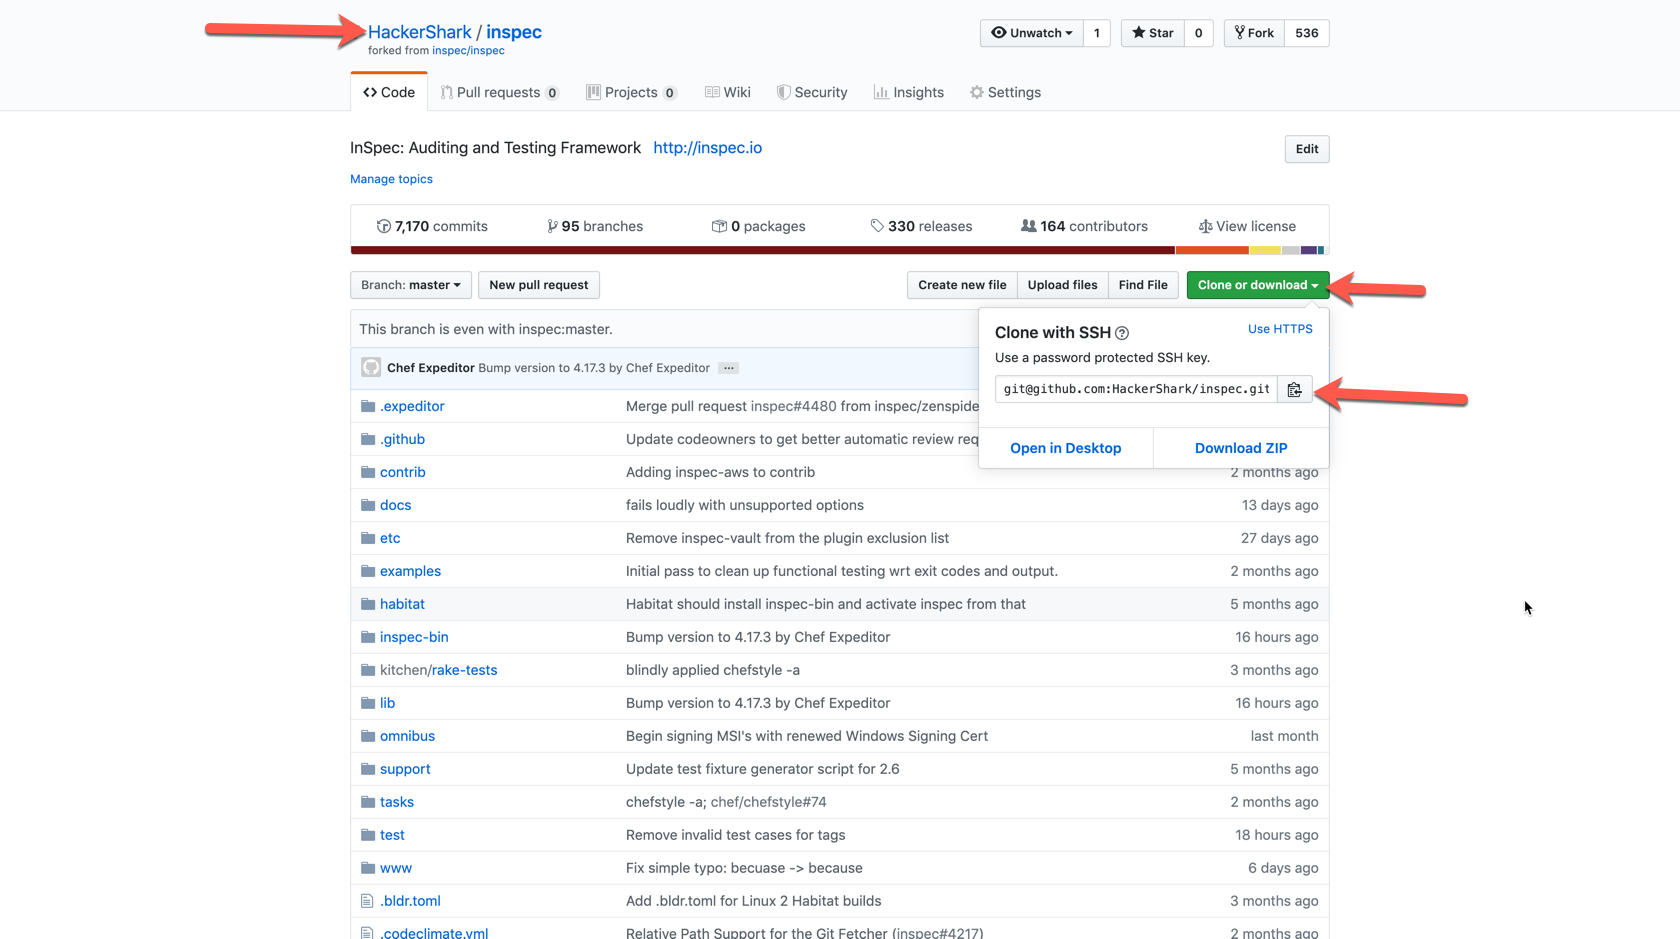 HackerShark / inspec
forked from inspec/inspec
Unwatch 1 Star 0 Fork 536
Code Pull requests 0 Projects 0 Wiki Security Insights Settings
InSpec: Auditing and Testing Framework http://inspec.io
Edit
Manage topics
7,170 commits 95 branches 0 packages 330 releases 164 contributors View license
Branch: master New pull request Create new file Upload files Find File Clone or download
This branch is even with inspec:master.
Clone with SSH Use HTTPS
Use a password protected SSH key.
git@github.com:HackerShark/inspec.git
Open in Desktop Download ZIP
Chef Expeditor Bump version to 4.17.3 by Chef Expeditor ...
.expeditor Merge pull request inspec#4480 from inspec/zenspide
.github Update codeowners to get better automatic review req
contrib Adding inspec-aws to contrib 2 months ago
docs fails loudly with unsupported options 13 days ago
etc Remove inspec-vault from the plugin exclusion list 27 days ago
examples Initial pass to clean up functional testing wrt exit codes and output. 2 months ago
habitat Habitat should install inspec-bin and activate inspec from that 5 months ago
inspec-bin Bump version to 4.17.3 by Chef Expeditor 16 hours ago
kitchen/rake-tests blindly applied chefstyle -a 3 months ago
lib Bump version to 4.17.3 by Chef Expeditor 16 hours ago
omnibus Begin signing MSI's with renewed Windows Signing Cert last month
support Update test fixture generator script for 2.6 5 months ago
tasks chefstyle -a; chef/chefstyle#74 2 months ago
test Remove invalid test cases for tags 18 hours ago
www Fix simple typo: becuase -> because 6 days ago
.bldr.toml Add .bldr.toml for Linux 2 Habitat builds 3 months ago
.codeclimate.yml Relative Path Support for the Git Fetcher (inspec#4217) 2 months ago